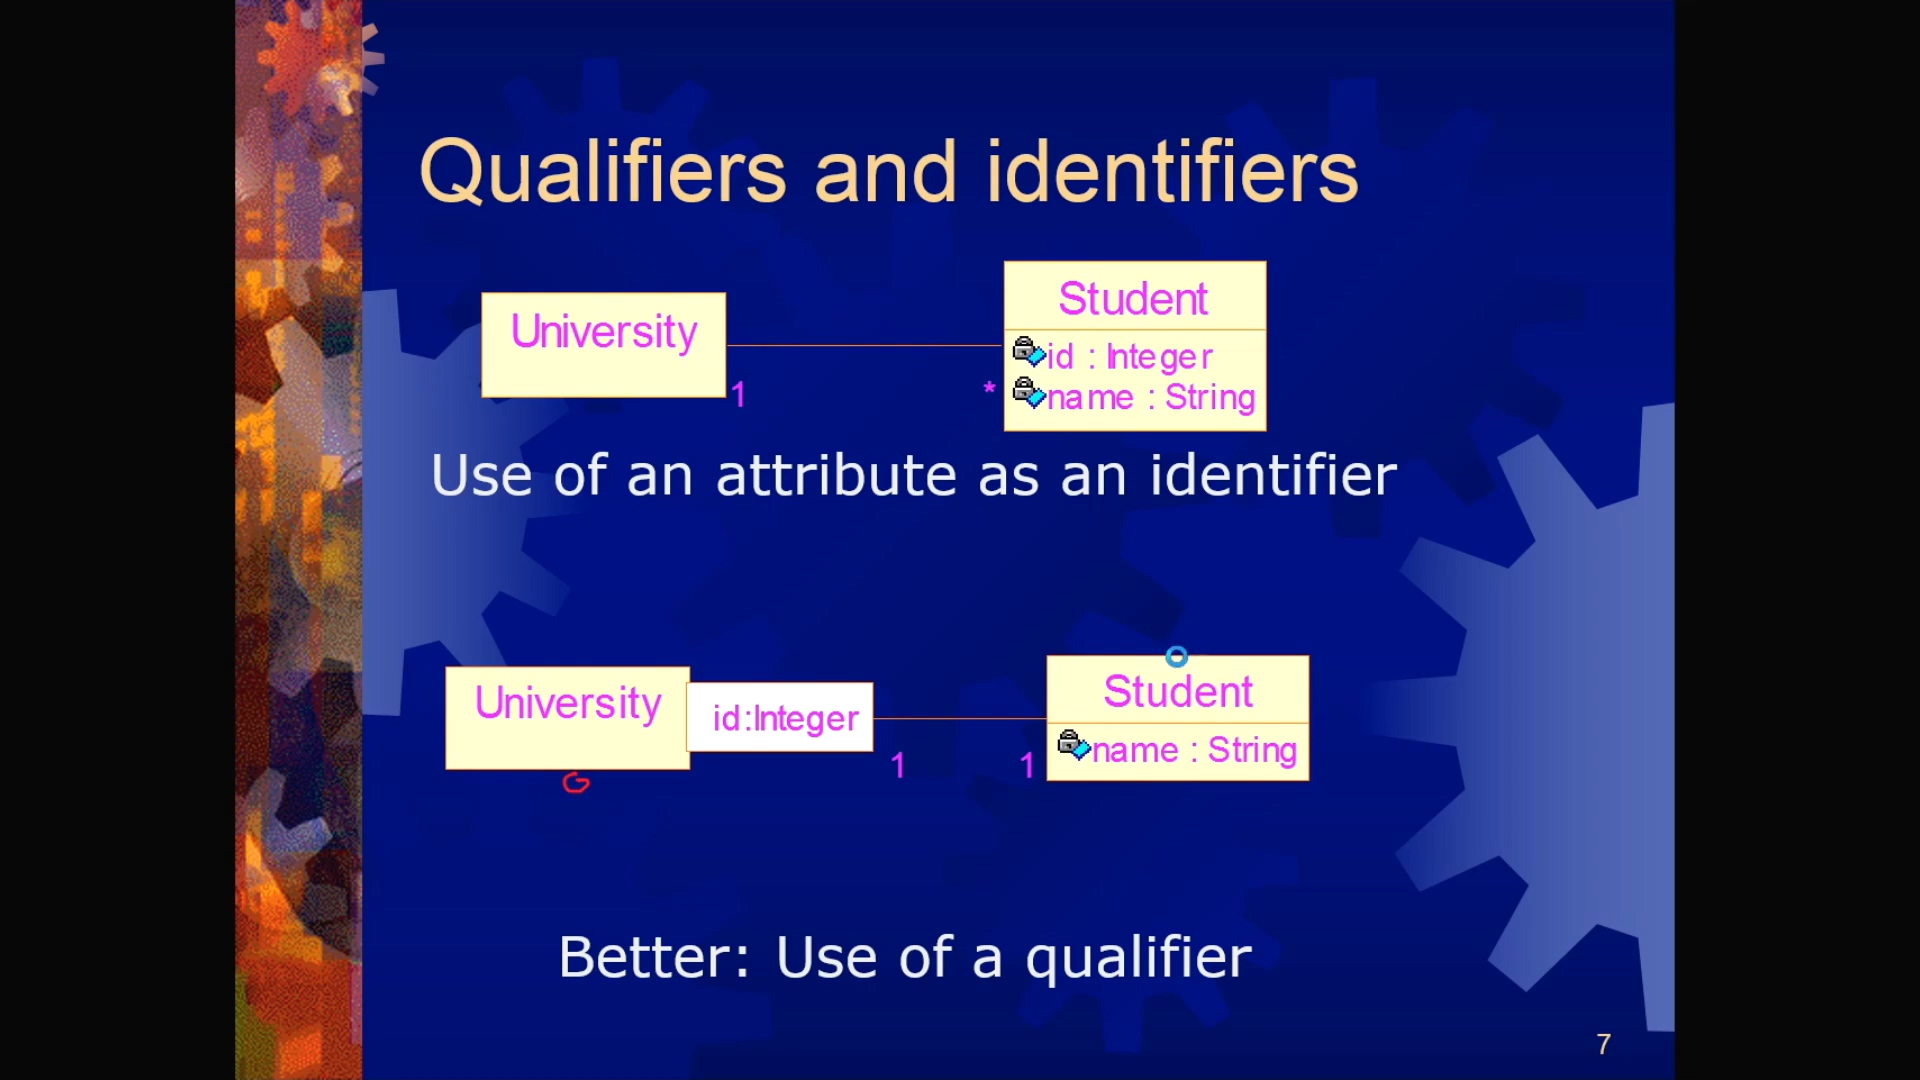 Qualifiers and identifiers
University
Student
id : Integer
name : String
1
*
Use of an attribute as an identifier
University
id:Integer
Student
name : String
1
1
Better: Use of a qualifier
7